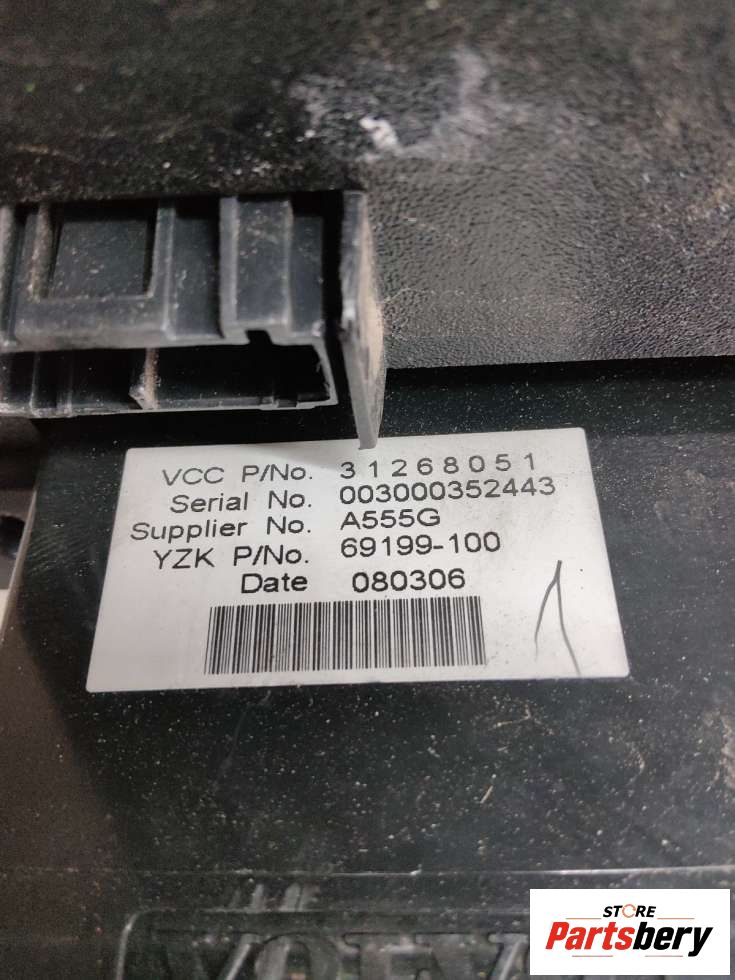 VCC P/No. 31268051
Serial No. 003000352443
Supplier No. A555G
YZK P/No. 69199-100
Date 080306
STORE
Partsbery